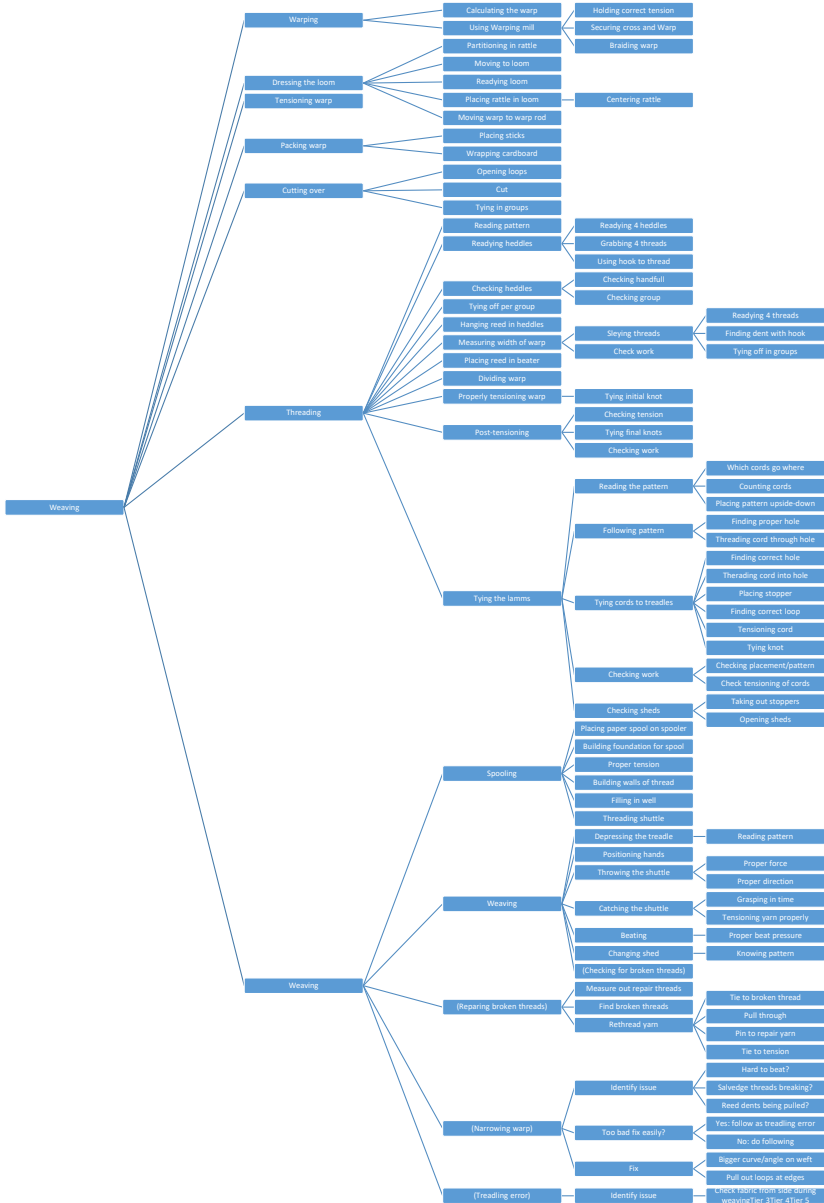 Weaving
Warping
Calculating the warp
Using Warping mill
Holding correct tension
Securing cross and Warp
Braiding warp
Dressing the loom
Partitioning in rattle
Moving to loom
Readying loom
Placing rattle in loom
Centering rattle
Moving warp to warp rod
Tensioning warp
Packing warp
Placing sticks
Wrapping cardboard
Cutting over
Opening loops
Cut
Tying in groups
Threading
Reading pattern
Readying heddles
Readying 4 heddles
Grabbing 4 threads
Using hook to thread
Checking heddles
Checking handfull
Checking group
Tying off per group
Hanging reed in heddles
Measuring width of warp
Sleying threads
Readying 4 threads
Finding dent with hook
Tying off in groups
Check work
Placing reed in beater
Dividing warp
Properly tensioning warp
Tying initial knot
Post-tensioning
Checking tension
Tying final knots
Checking work
Tying the lamms
Reading the pattern
Which cords go where
Counting cords
Placing pattern upside-down
Following pattern
Finding proper hole
Threading cord through hole
Tying cords to treadles
Finding correct hole
Therading cord into hole
Placing stopper
Finding correct loop
Tensioning cord
Tying knot
Checking work
Checking placement/pattern
Check tensioning of cords
Checking sheds
Taking out stoppers
Opening sheds
Weaving
Spooling
Placing paper spool on spooler
Building foundation for spool
Proper tension
Building walls of thread
Filling in well
Threading shuttle
Weaving
Depressing the treadle
Reading pattern
Positioning hands
Throwing the shuttle
Proper force
Proper direction
Catching the shuttle
Grasping in time
Tensioning yarn properly
Beating
Proper beat pressure
Changing shed
Knowing pattern
(Checking for broken threads)
(Reparing broken threads)
Measure out repair threads
Find broken threads
Rethread yarn
Tie to broken thread
Pull through
Pin to repair yarn
Tie to tension
(Narrowing warp)
Identify issue
Hard to beat?
Salvedge threads breaking?
Reed dents being pulled?
Too bad fix easily?
Yes: follow as treadling error
No: do following
Fix
Bigger curve/angle on weft
Pull out loops at edges
(Treadling error)
Identify issue
Check fabric from side during
weavingTier 3Tier 4Tier 5